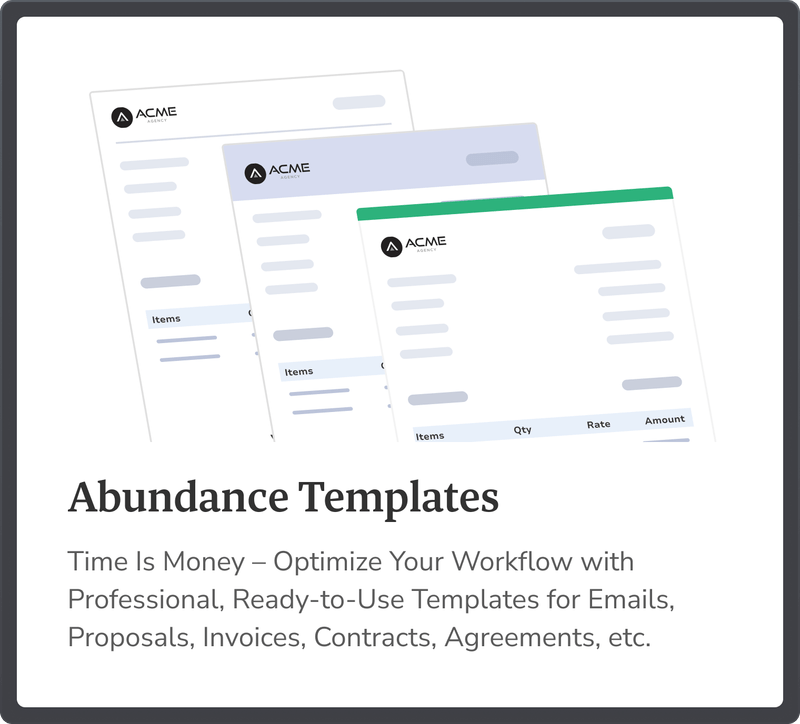 ACME
AGENCY
Items
ACME
AGENCY
Items
ACME
AGENCY
Items Qty Rate Amount
Abundance Templates
Time Is Money – Optimize Your Workflow with
Professional, Ready-to-Use Templates for Emails,
Proposals, Invoices, Contracts, Agreements, etc.